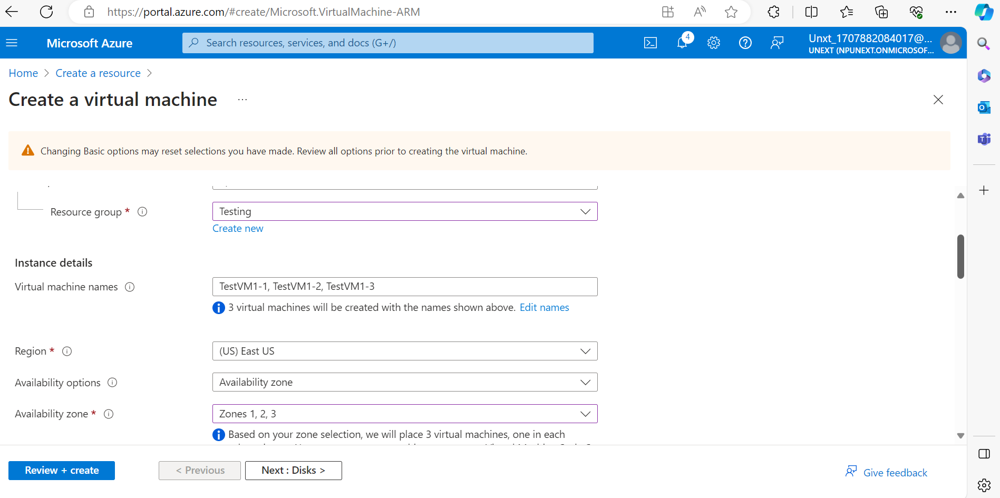 https://portal.azure.com/#create/Microsoft.VirtualMachine-ARM
Microsoft Azure
Search resources, services, and docs (G+/)
4
Unxt_1707882084017@...
UNEXT (NPUNEXT.ONMICROSOF...
Home > Create a resource >
Create a virtual machine ...
Changing Basic options may reset selections you have made. Review all options prior to creating the virtual machine.
Resource group * Testing
Create new
Instance details
Virtual machine names TestVM1-1, TestVM1-2, TestVM1-3
3 virtual machines will be created with the names shown above. Edit names
Region * (US) East US
Availability options Availability zone
Availability zone * Zones 1, 2, 3
Based on your zone selection, we will place 3 virtual machines, one in each
Review + create
< Previous
Next : Disks >
Give feedback